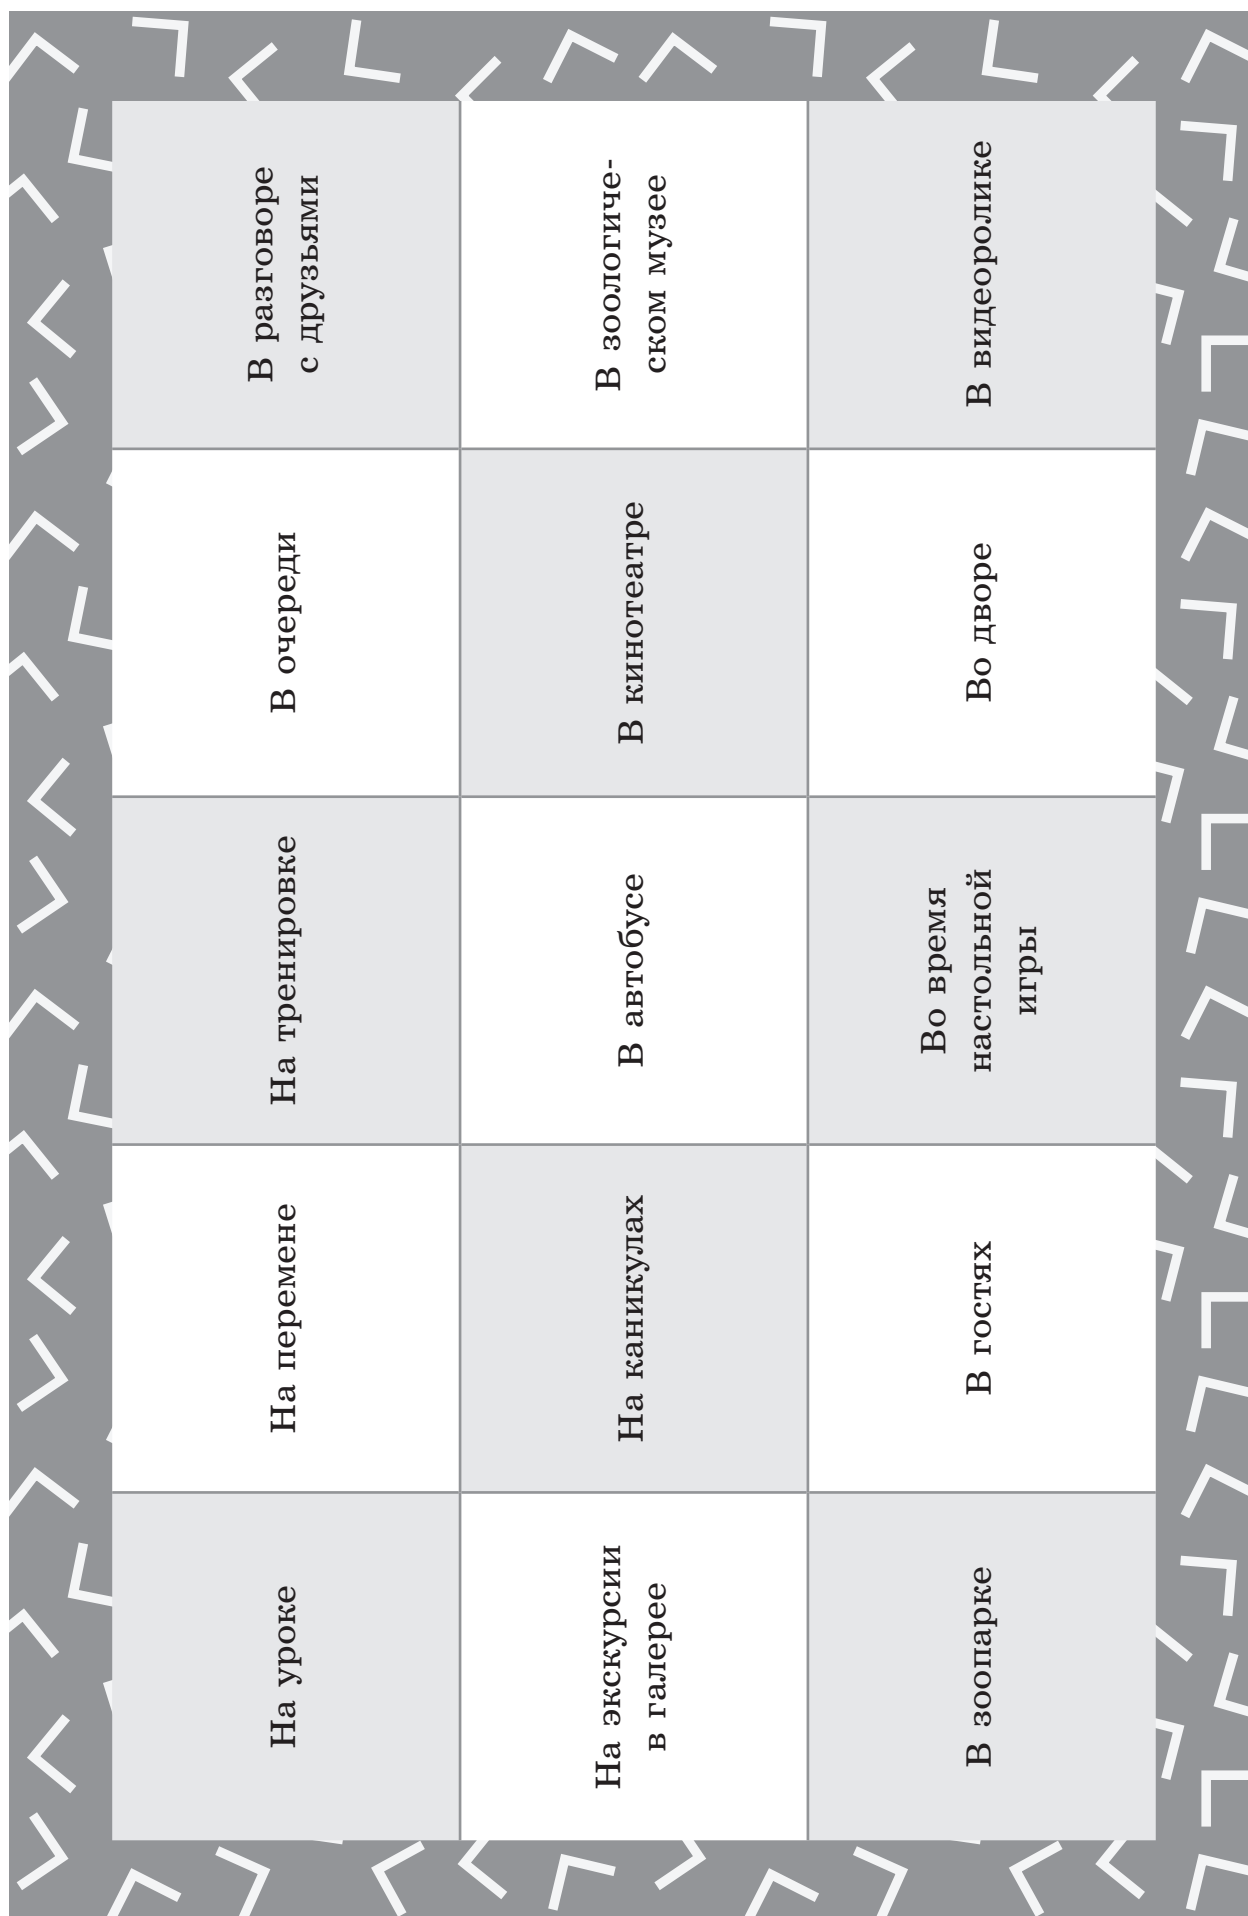 На уроке
На перемене
На тренировке
В очереди
В разговоре
с друзьями
На экскурсии
в галерее
На каникулах
В автобусе
В кинотеатре
В зоологиче-
ском музее
В зоопарке
В гостях
Во время
настольной
игры
Во дворе
В видеоролике